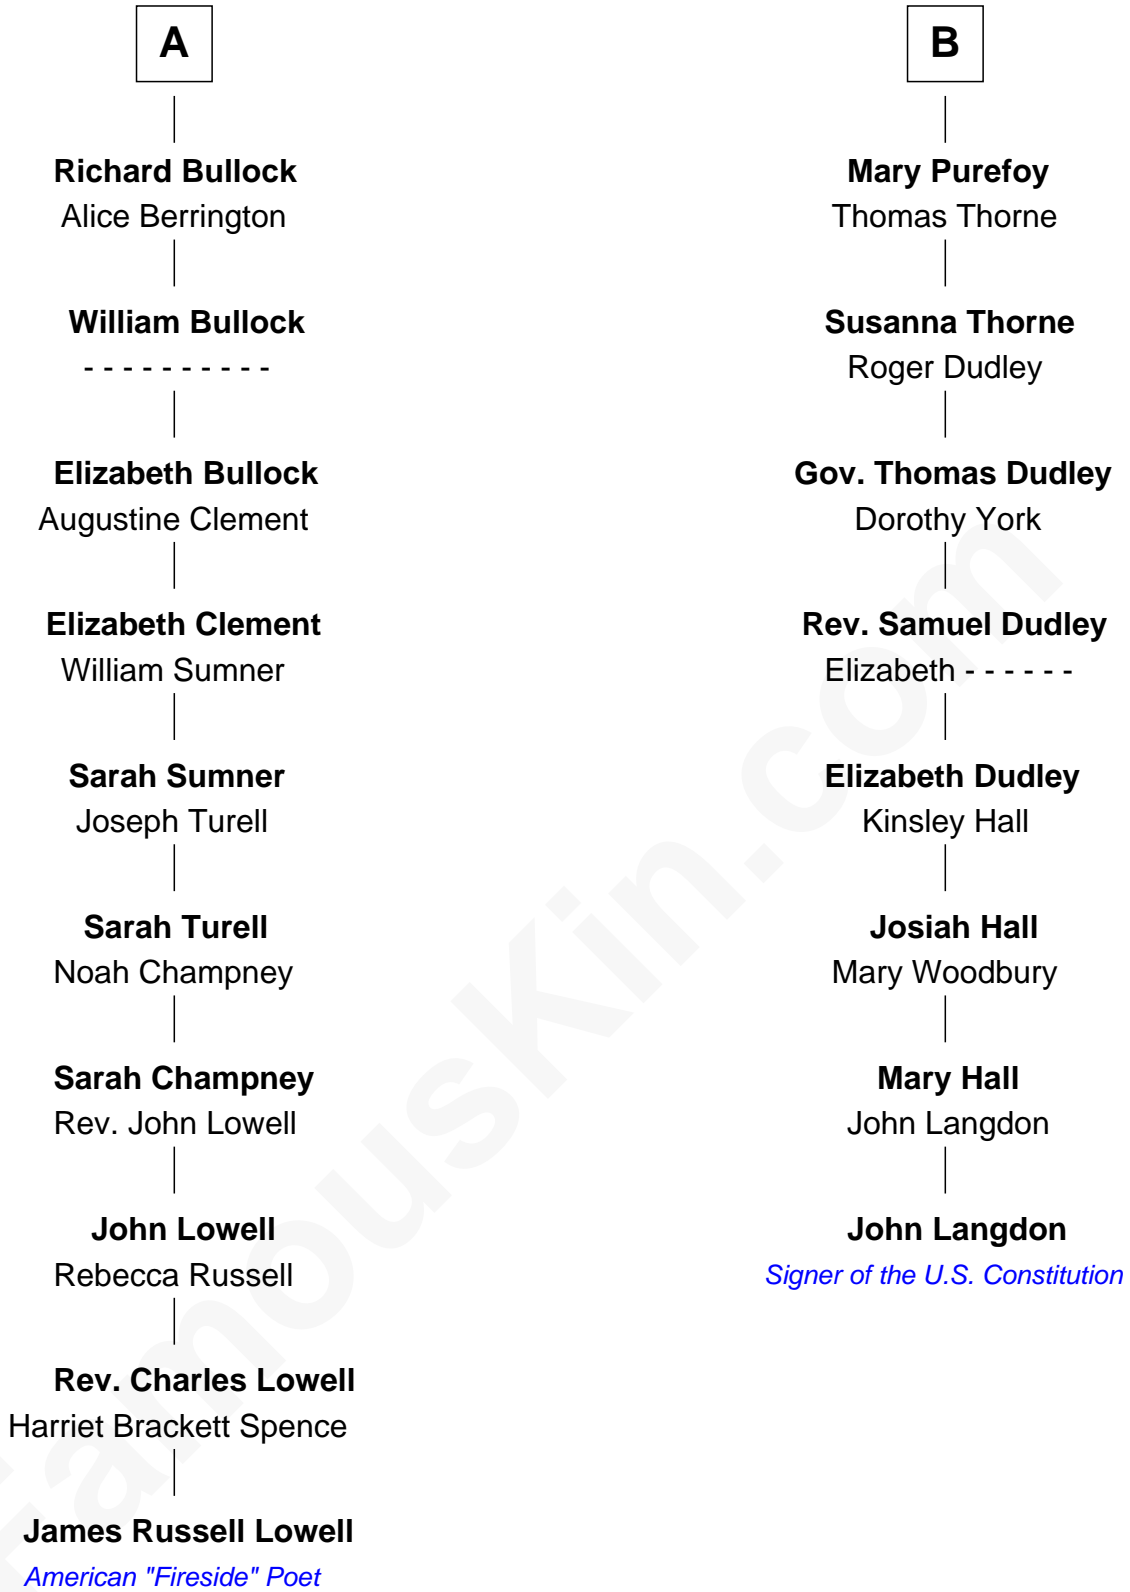 A
Richard Bullock
Alice Berrington
William Bullock
- - - - - - - - - -
Elizabeth Bullock
Augustine Clement
Elizabeth Clement
William Sumner
Sarah Sumner
Joseph Turell
Sarah Turell
Noah Champney
Sarah Champney
Rev. John Lowell
John Lowell
Rebecca Russell
Rev. Charles Lowell
Harriet Brackett Spence
James Russell Lowell
American "Fireside" Poet
B
Mary Purefoy
Thomas Thorne
Susanna Thorne
Roger Dudley
Gov. Thomas Dudley
Dorothy York
Rev. Samuel Dudley
Elizabeth - - - - - -
Elizabeth Dudley
Kinsley Hall
Josiah Hall
Mary Woodbury
Mary Hall
John Langdon
John Langdon
Signer of the U.S. Constitution
FamousKin.com